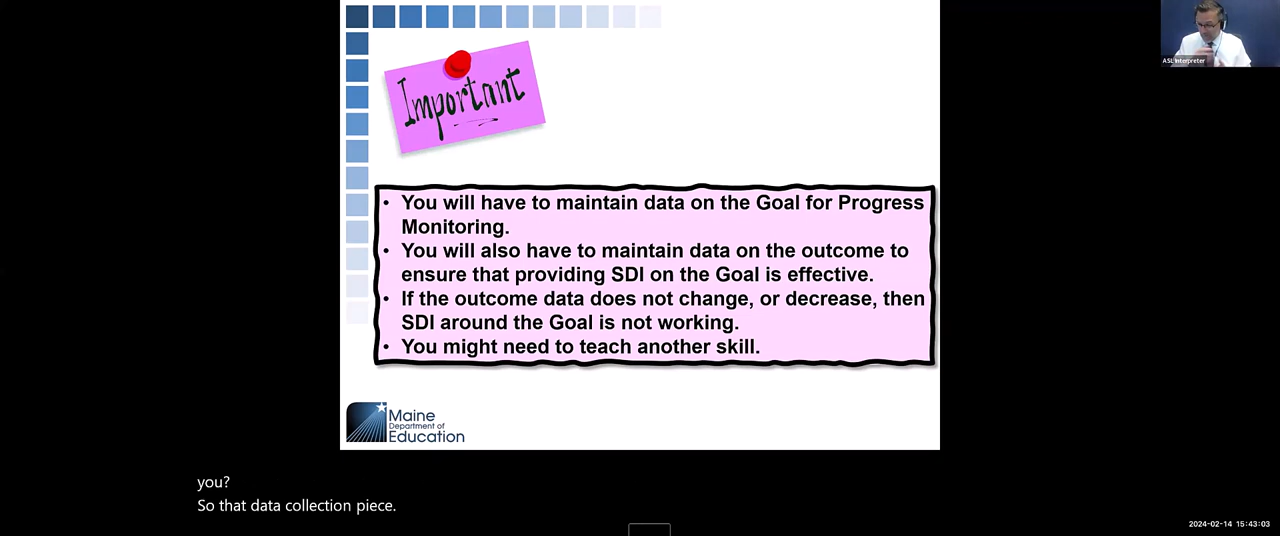 ASL Interpreter
Important
• You will have to maintain data on the Goal for Progress
Monitoring.
• You will also have to maintain data on the outcome to
ensure that providing SDI on the Goal is effective.
• If the outcome data does not change, or decrease, then
SDI around the Goal is not working.
• You might need to teach another skill.
Maine
Department of
Education
you?
So that data collection piece.
2024-02-14 15:43:03